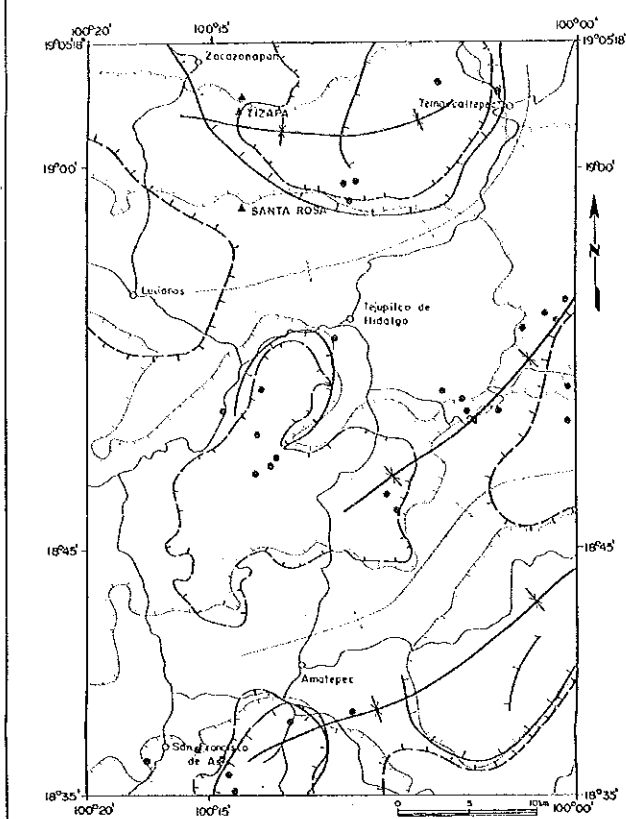 100°20'
100°15'
100°00'
19°05'18
19°05'18
Zacazonapan
TIZAPA
Temascaltepec
19°00'
19°00'
SANTA ROSA
N
Luvianos
Tejupilco de
Hidalgo
18°45'
18°45'
Amatepec
San Francisco
de Asís
18°35'
18°35'
100°20'
100°15'
0 5 10 km
100°00'